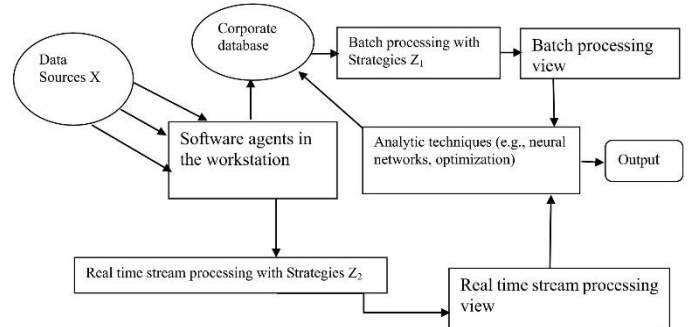 Corporate
database
Data
Sources X
Batch processing with
Strategies Z₁
Batch processing
view
Software agents in
the workstation
Analytic techniques (e.g., neural
networks, optimization)
Output
Real time stream processing with Strategies Z₂
Real time stream processing
view